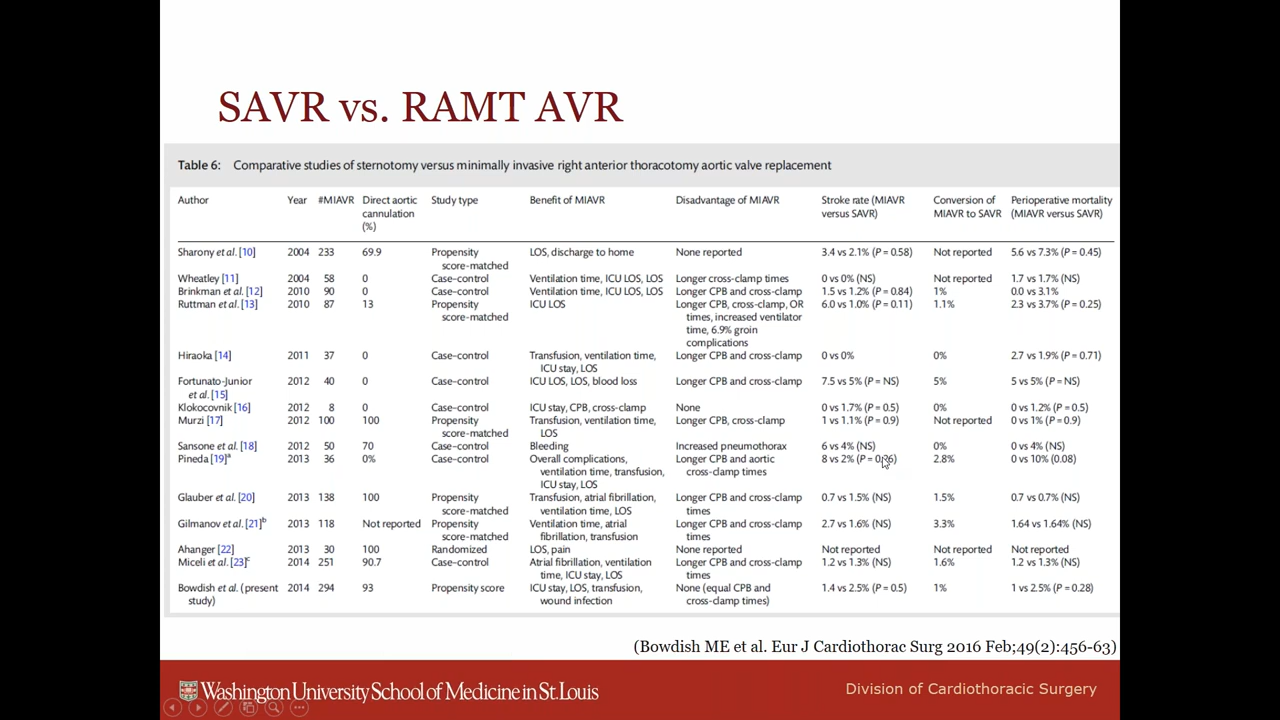 SAVR vs. RAMT AVR
Table 6: Comparative studies of sternotomy versus minimally invasive right anterior thoracotomy aortic valve replacement
Author Year #MIAVR Direct aortic cannulation (%) Study type Benefit of MIAVR Disadvantage of MIAVR Stroke rate (MIAVR versus SAVR) Conversion of MIAVR to SAVR Perioperative mortality (MIAVR versus SAVR)
Sharony et al. [10] 2004 233 69.9 Propensity score-matched LOS, discharge to home None reported 3.4 vs 2.1% (P = 0.58) Not reported 5.6 vs 7.3% (P = 0.45)
Wheatley [11] 2004 58 0 Case–control Ventilation time, ICU LOS, LOS Longer cross-clamp times 0 vs 0% (NS) Not reported 1.7 vs 1.7% (NS)
Brinkman et al. [12] 2010 90 0 Case–control Ventilation time, ICU LOS, LOS Longer CPB and cross-clamp 1.5 vs 1.2% (P = 0.84) 1% 0.0 vs 3.1%
Ruttman et al. [13] 2010 87 13 Propensity score-matched ICU LOS Longer CPB, cross-clamp, OR times, increased ventilator time, 6.9% groin complications 6.0 vs 1.0% (P = 0.11) 1.1% 2.3 vs 3.7% (P = 0.25)
Hiraoka [14] 2011 37 0 Case–control Transfusion, ventilation time, ICU stay, LOS Longer CPB and cross-clamp 0 vs 0% 0% 2.7 vs 1.9% (P = 0.71)
Fortunato-Junior et al. [15] 2012 40 0 Case–control ICU LOS, LOS, blood loss Longer CPB and cross-clamp 7.5 vs 5% (P = NS) 5% 5 vs 5% (P = NS)
Klokocovnik [16] 2012 8 0 Case–control ICU stay, CPB, cross-clamp None 0 vs 1.7% (P = 0.5) 0% 0 vs 1.2% (P = 0.5)
Murzi [17] 2012 100 100 Propensity score-matched Transfusion, ventilation time, LOS Longer CPB, cross-clamp 1 vs 1.1% (P = 0.9) Not reported 0 vs 1% (P = 0.9)
Sansone et al. [18] 2012 50 70 Case–control Bleeding Increased pneumothorax 6 vs 4% (NS) 0% 0 vs 4% (NS)
Pineda [19]a 2013 36 0% Case–control Overall complications, ventilation time, transfusion, ICU stay, LOS Longer CPB and aortic cross-clamp times 8 vs 2% (P = 2.8% 0 vs 10% (0.08)
Glauber et al. [20] 2013 138 100 Propensity score-matched Transfusion, atrial fibrillation, ventilation time, LOS Longer CPB and cross-clamp times 0.7 vs 1.5% (NS) 1.5% 0.7 vs 0.7% (NS)
Gilmanov et al. [21]b 2013 118 Not reported Propensity score-matched Ventilation time, atrial fibrillation, transfusion Longer CPB and cross-clamp times 2.7 vs 1.6% (NS) 3.3% 1.64 vs 1.64% (NS)
Ahanger [22] 2013 30 100 Randomized LOS, pain None reported Not reported Not reported Not reported
Miceli et al. [23]c 2014 251 90.7 Case–control Atrial fibrillation, ventilation time, ICU stay, LOS Longer CPB and cross-clamp times 1.2 vs 1.3% (NS) 1.6% 1.2 vs 1.3% (NS)
Bowdish et al. (present study) 2014 294 93 Propensity score ICU stay, LOS, transfusion, wound infection None (equal CPB and cross-clamp times) 1.4 vs 2.5% (P = 0.5) 1% 1 vs 2.5% (P = 0.28)
(Bowdish ME et al. Eur J Cardiothorac Surg 2016 Feb;49(2):456-63)
Washington University School of Medicine in St. Louis
Division of Cardiothoracic Surgery